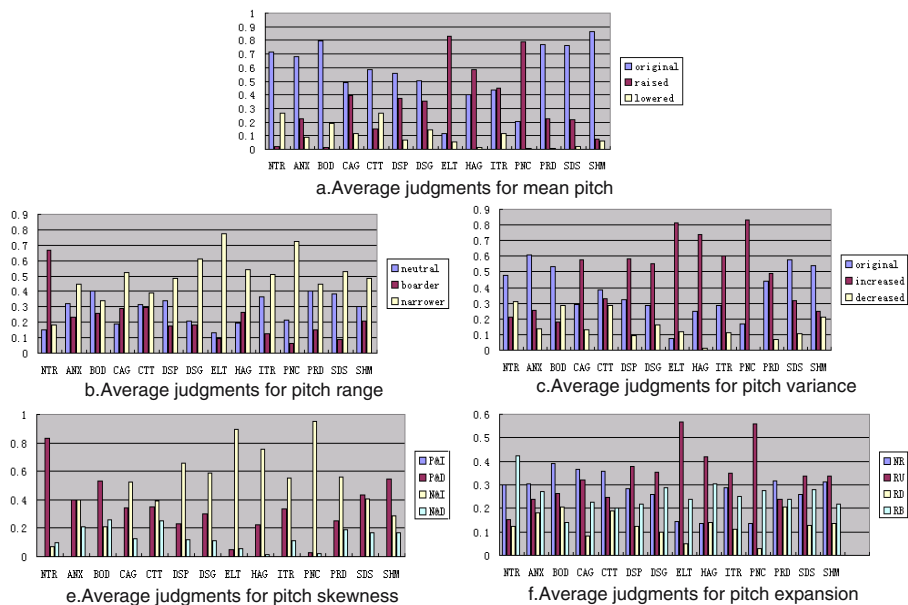 1
0.9
0.8
0.7
0.6
0.5
0.4
0.3
0.2
0.1
0
NTR ANX BOD CAG CTT DSP DSG ELT HAG ITR PNC PRD SDS SHM
original
raised
lowered
a.Average judgments for mean pitch
0.9
0.8
0.7
0.6
0.5
0.4
0.3
0.2
0.1
0
NTR ANX BOD CAG CTT DSP DSG ELT HAG ITR PNC PRD SDS SHM
neutral
boarder
narrower
b.Average judgments for pitch range
0.9
0.8
0.7
0.6
0.5
0.4
0.3
0.2
0.1
0
NTR ANX BOD CAG CTT DSP DSG ELT HAG ITR PNC PRD SDS SHM
original
increased
decreased
c.Average judgments for pitch variance
1
0.8
0.6
0.4
0.2
0
NTR ANX BOD CAG CTT DSP DSG ELT HAG ITR PNC PRD SDS SHM
P&I
P&D
N&I
N&D
e.Average judgments for pitch skewness
0.6
0.5
0.4
0.3
0.2
0.1
0
NTR ANX BOD CAG CTT DSP DSG ELT HAG ITR PNC PRD SDS SHM
NR
RU
RD
RB
f.Average judgments for pitch expansion